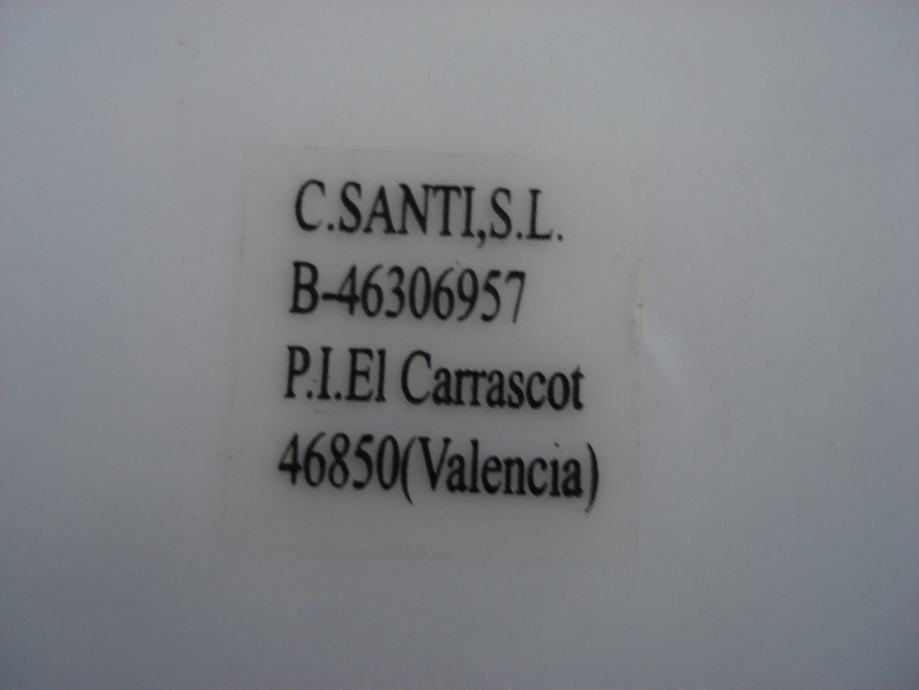 C.SANTI,S.L.
B-46306957
P.I.El Carrascot
46850(Valencia)